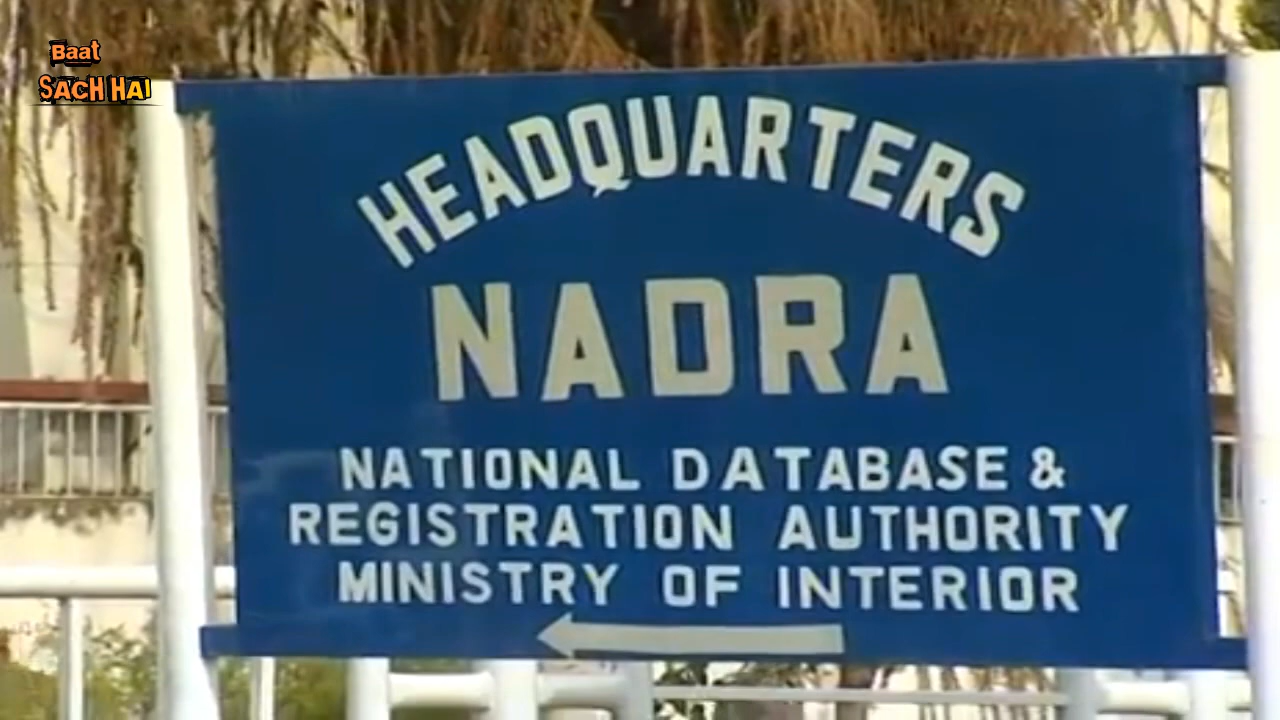 Baat
SACH HAI
HEADQUARTERS
NADRA
NATIONAL DATABASE &
REGISTRATION AUTHORITY
MINISTRY OF INTERIOR